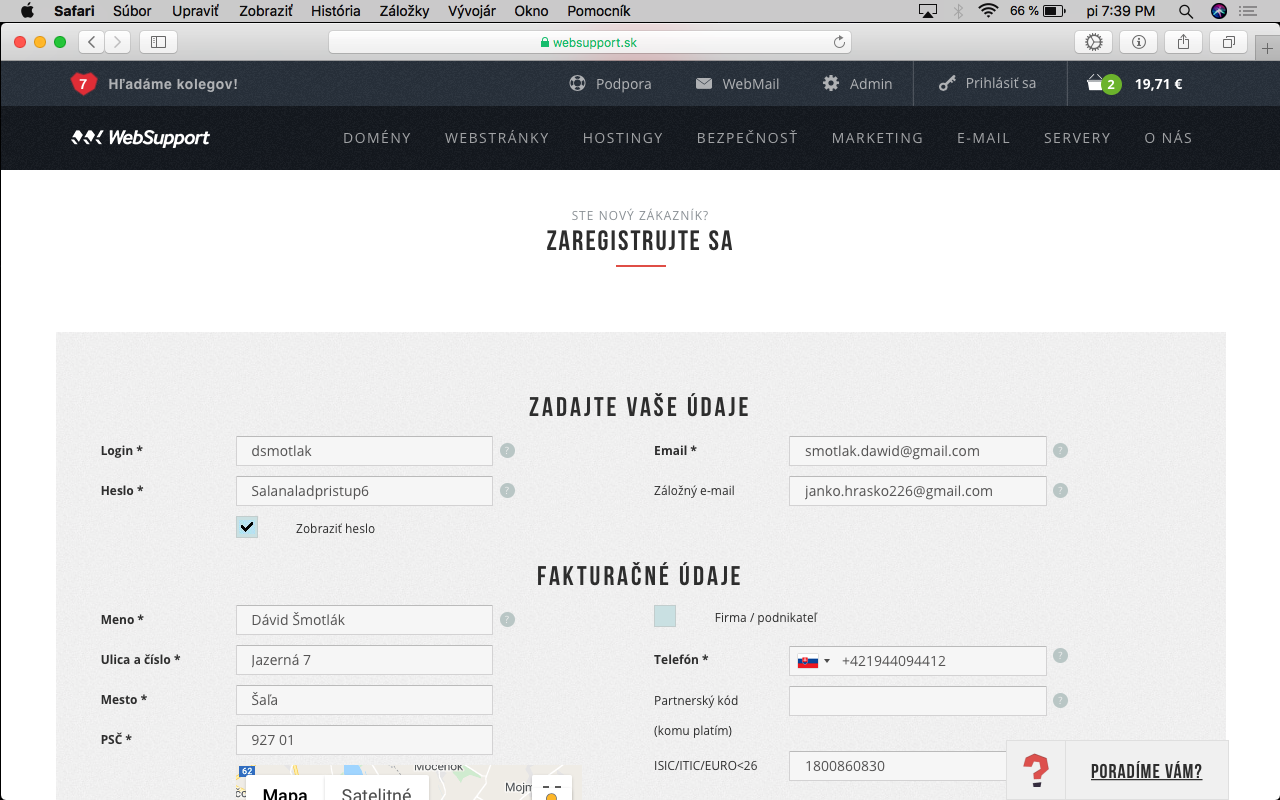 Safari Súbor Upraviť Zobraziť História Záložky Vývojár Okno Pomocník 66 % pi 7:39 PM
websupport.sk
7 Hľadáme kolegov! Podpora WebMail Admin Prihlásiť sa 2 19,71 €
WebSupport DOMÉNY WEBSTRÁNKY HOSTINGY BEZPEČNOSŤ MARKETING E-MAIL SERVERY O NÁS
STE NOVÝ ZÁKAZNÍK?
ZAREGISTRUJTE SA
ZADAJTE VAŠE ÚDAJE
Login * dsmotlak ? Email * smotlak.dawid@gmail.com ?
Heslo * Salanaladpristup6 ? Záložný e-mail janko.hrasko226@gmail.com ?
Zobraziť heslo
FAKTURAČNÉ ÚDAJE
Meno * Dávid Šmotlák ? Firma / podnikateľ
Ulica a číslo * Jazerná 7 Telefón * +421944094412 ?
Mesto * Šaľa Partnerský kód ?
(komu platím)
PSČ * 927 01
ISIC/ITIC/EURO<26 1800860830
62 Močenok
Mapa Satelitné
? PORADÍME VÁM?